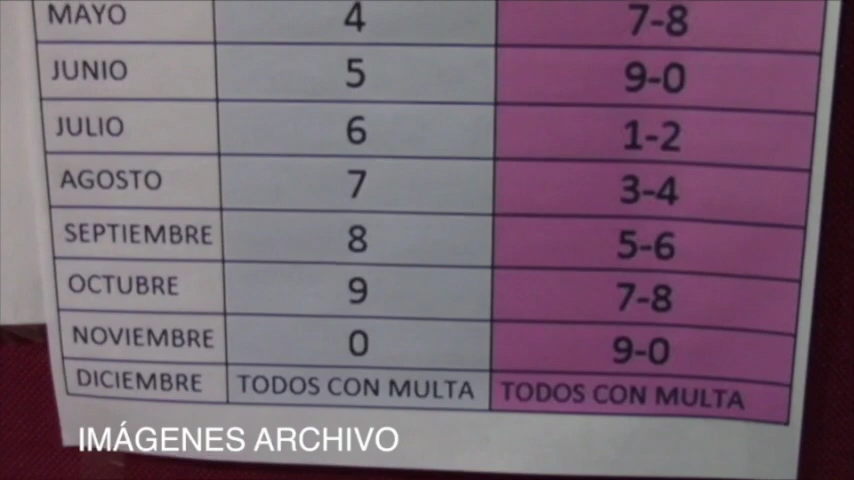 MAYO 4 7-8
JUNIO 5 9-0
JULIO 6 1-2
AGOSTO 7 3-4
SEPTIEMBRE 8 5-6
OCTUBRE 9 7-8
NOVIEMBRE 0 9-0
DICIEMBRE TODOS CON MULTA TODOS CON MULTA
IMÁGENES ARCHIVO